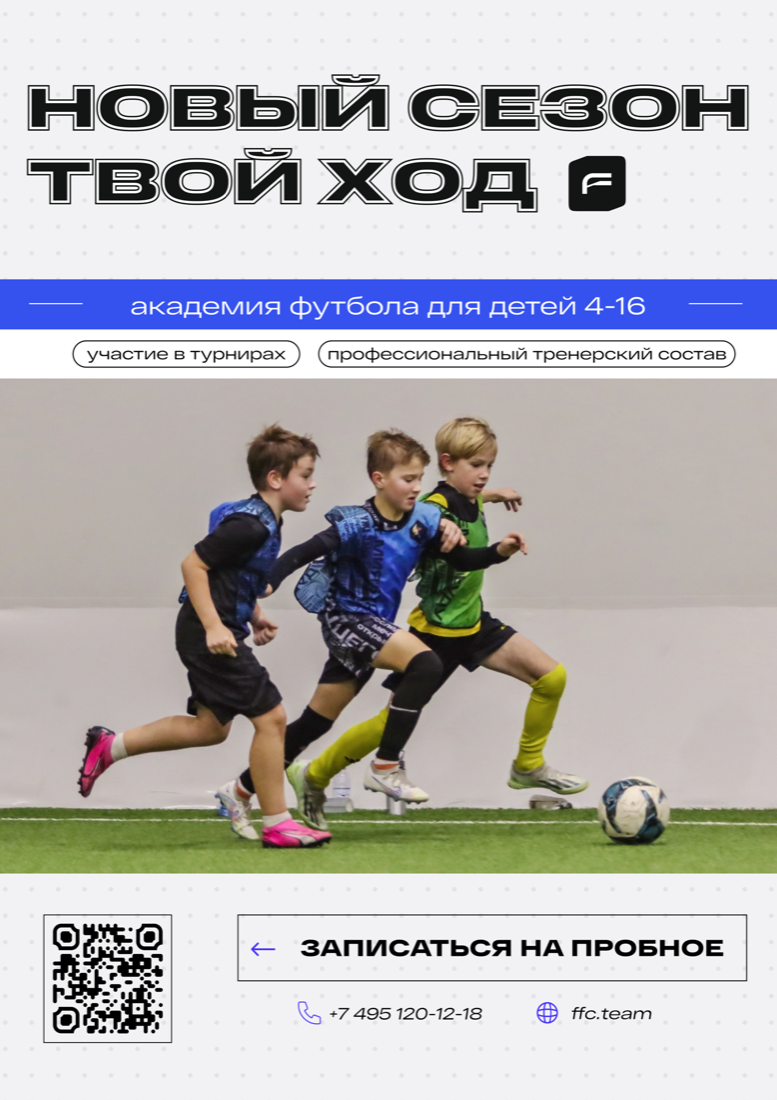 НОВЫЙ СЕЗОН
ТВОЙ ХОД
академия футбола для детей 4-16
участие в турнирах
профессиональный тренерский состав
ЗАПИСАТЬСЯ НА ПРОБНОЕ
+7 495 120-12-18
ffc.team